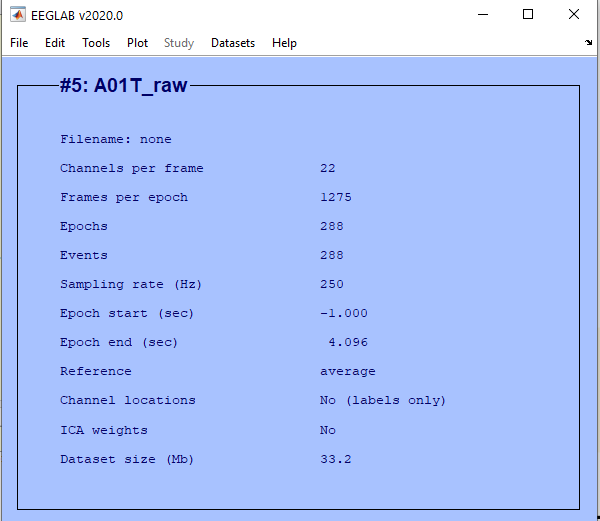 EEGLAB v2020.0
File Edit Tools Plot Study Datasets Help
#5: A01T_raw
Filename: none
Channels per frame 22
Frames per epoch 1275
Epochs 288
Events 288
Sampling rate (Hz) 250
Epoch start (sec) -1.000
Epoch end (sec) 4.096
Reference average
Channel locations No (labels only)
ICA weights No
Dataset size (Mb) 33.2